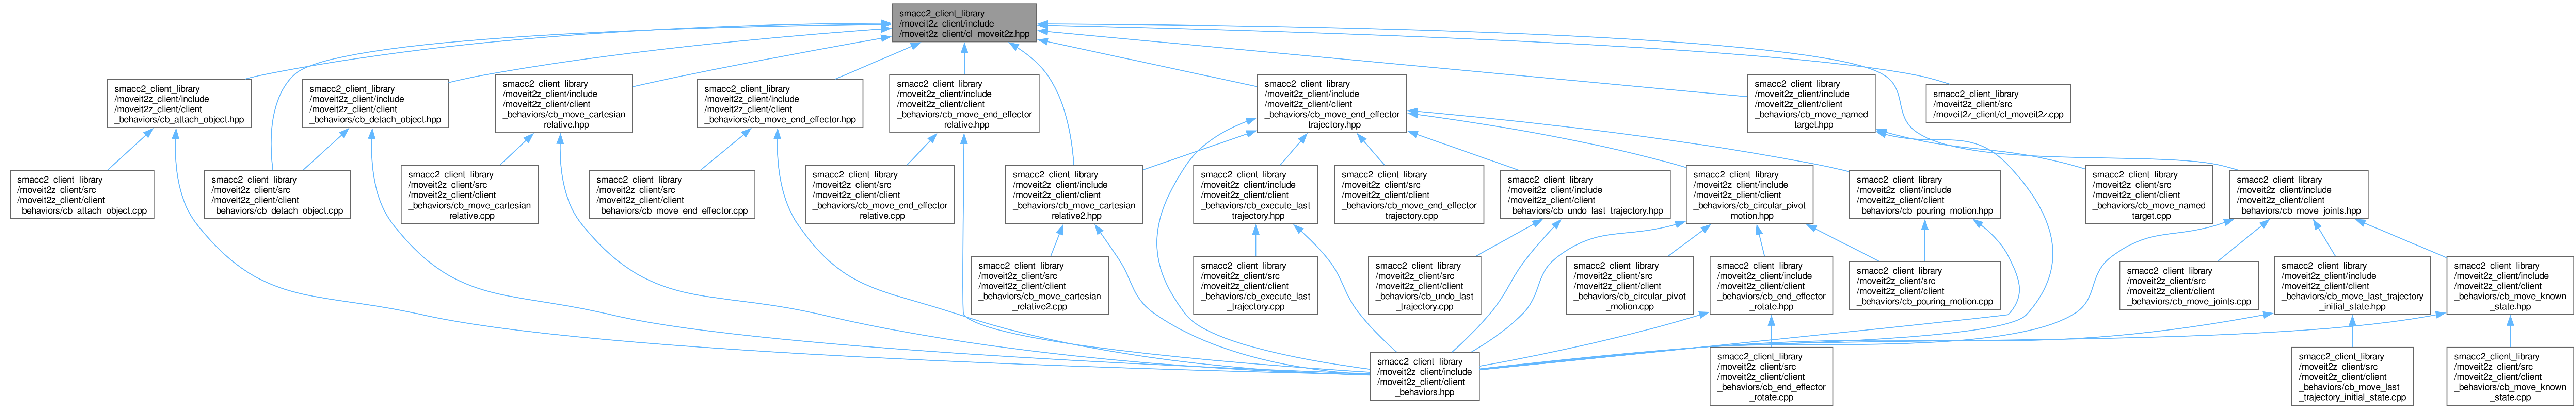 smacc2_client_library
/moveit2z_client/include
/moveit2z_client/cl_moveit2z.hpp
smacc2_client_library
/moveit2z_client/include
/moveit2z_client/client
_behaviors/cb_attach_object.hpp
smacc2_client_library
/moveit2z_client/include
/moveit2z_client/client
_behaviors/cb_detach_object.hpp
smacc2_client_library
/moveit2z_client/include
/moveit2z_client/client
_behaviors/cb_move_cartesian
_relative.hpp
smacc2_client_library
/moveit2z_client/include
/moveit2z_client/client
_behaviors/cb_move_end_effector.hpp
smacc2_client_library
/moveit2z_client/include
/moveit2z_client/client
_behaviors/cb_move_end_effector
_relative.hpp
smacc2_client_library
/moveit2z_client/include
/moveit2z_client/client
_behaviors/cb_move_end_effector
_trajectory.hpp
smacc2_client_library
/moveit2z_client/include
/moveit2z_client/client
_behaviors/cb_move_named
_target.hpp
smacc2_client_library
/moveit2z_client/src
/moveit2z_client/cl_moveit2z.cpp
smacc2_client_library
/moveit2z_client/src
/moveit2z_client/client
_behaviors/cb_attach_object.cpp
smacc2_client_library
/moveit2z_client/src
/moveit2z_client/client
_behaviors/cb_detach_object.cpp
smacc2_client_library
/moveit2z_client/src
/moveit2z_client/client
_behaviors/cb_move_cartesian
_relative.cpp
smacc2_client_library
/moveit2z_client/src
/moveit2z_client/client
_behaviors/cb_move_end_effector.cpp
smacc2_client_library
/moveit2z_client/src
/moveit2z_client/client
_behaviors/cb_move_end_effector
_relative.cpp
smacc2_client_library
/moveit2z_client/include
/moveit2z_client/client
_behaviors/cb_move_cartesian
_relative2.hpp
smacc2_client_library
/moveit2z_client/include
/moveit2z_client/client
_behaviors/cb_execute_last
_trajectory.hpp
smacc2_client_library
/moveit2z_client/src
/moveit2z_client/client
_behaviors/cb_move_end_effector
_trajectory.cpp
smacc2_client_library
/moveit2z_client/include
/moveit2z_client/client
_behaviors/cb_undo_last_trajectory.hpp
smacc2_client_library
/moveit2z_client/include
/moveit2z_client/client
_behaviors/cb_circular_pivot
_motion.hpp
smacc2_client_library
/moveit2z_client/include
/moveit2z_client/client
_behaviors/cb_pouring_motion.hpp
smacc2_client_library
/moveit2z_client/src
/moveit2z_client/client
_behaviors/cb_move_named
_target.cpp
smacc2_client_library
/moveit2z_client/include
/moveit2z_client/client
_behaviors/cb_move_joints.hpp
smacc2_client_library
/moveit2z_client/src
/moveit2z_client/client
_behaviors/cb_move_cartesian
_relative2.cpp
smacc2_client_library
/moveit2z_client/src
/moveit2z_client/client
_behaviors/cb_execute_last
_trajectory.cpp
smacc2_client_library
/moveit2z_client/src
/moveit2z_client/client
_behaviors/cb_undo_last
_trajectory.cpp
smacc2_client_library
/moveit2z_client/src
/moveit2z_client/client
_behaviors/cb_circular_pivot
_motion.cpp
smacc2_client_library
/moveit2z_client/include
/moveit2z_client/client
_behaviors/cb_end_effector
_rotate.hpp
smacc2_client_library
/moveit2z_client/src
/moveit2z_client/client
_behaviors/cb_pouring_motion.cpp
smacc2_client_library
/moveit2z_client/src
/moveit2z_client/client
_behaviors/cb_move_joints.cpp
smacc2_client_library
/moveit2z_client/include
/moveit2z_client/client
_behaviors/cb_move_last_trajectory
_initial_state.hpp
smacc2_client_library
/moveit2z_client/include
/moveit2z_client/client
_behaviors/cb_move_known
_state.hpp
smacc2_client_library
/moveit2z_client/include
/moveit2z_client/client
_behaviors.hpp
smacc2_client_library
/moveit2z_client/src
/moveit2z_client/client
_behaviors/cb_end_effector
_rotate.cpp
smacc2_client_library
/moveit2z_client/src
/moveit2z_client/client
_behaviors/cb_move_last
_trajectory_initial_state.cpp
smacc2_client_library
/moveit2z_client/src
/moveit2z_client/client
_behaviors/cb_move_known
_state.cpp